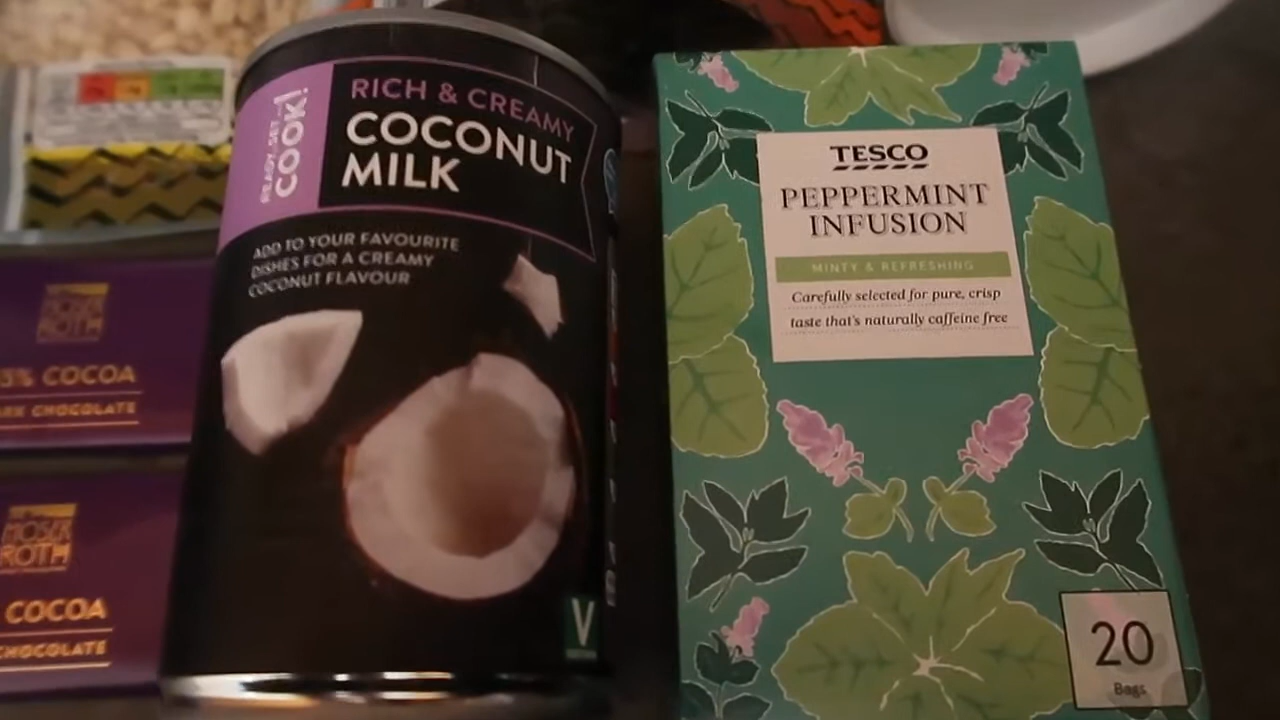 READY, SET...
COOK!
RICH & CREAMY
COCONUT
MILK
ADD TO YOUR FAVOURITE
DISHES FOR A CREAMY
COCONUT FLAVOUR
V
TESCO
PEPPERMINT
INFUSION
MINTY & REFRESHING
Carefully selected for pure, crisp
taste that's naturally caffeine free
20
Bags
MOSER
ROTH
% COCOA
DARK CHOCOLATE
MOSER
ROTH
COCOA
CHOCOLATE